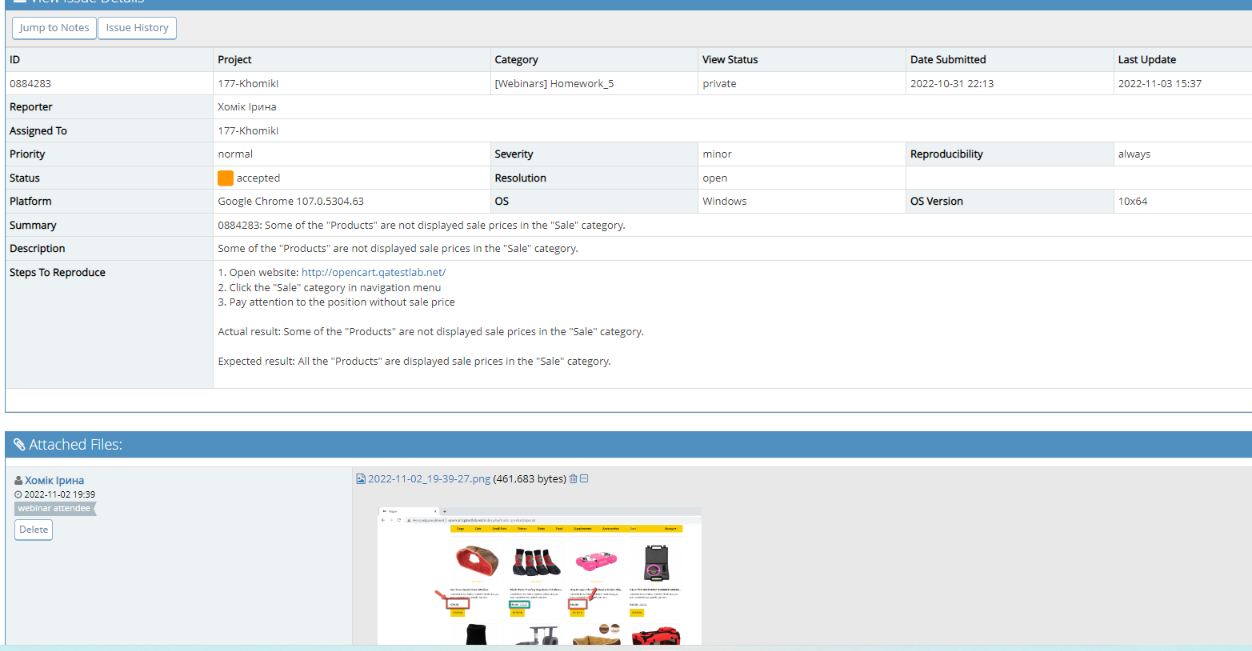 View Issue Details
Jump to Notes Issue History
ID Project Category View Status Date Submitted Last Update
0884283 177-KhomikI [Webinars] Homework_5 private 2022-10-31 22:13 2022-11-03 15:37
Reporter Хомік Ірина
Assigned To 177-KhomikI
Priority normal Severity minor Reproducibility always
Status accepted Resolution open
Platform Google Chrome 107.0.5304.63 OS Windows OS Version 10x64
Summary 0884283: Some of the "Products" are not displayed sale prices in the "Sale" category.
Description Some of the "Products" are not displayed sale prices in the "Sale" category.
Steps To Reproduce 1. Open website: http://opencart.qatestlab.net/
2. Click the "Sale" category in navigation menu
3. Pay attention to the position without sale price
Actual result: Some of the "Products" are not displayed sale prices in the "Sale" category.
Expected result: All the "Products" are displayed sale prices in the "Sale" category.
Attached Files:
Хомік Ірина 2022-11-02_19-39-27.png (461,683 bytes)
2022-11-02 19:39
webinar attendee
Delete